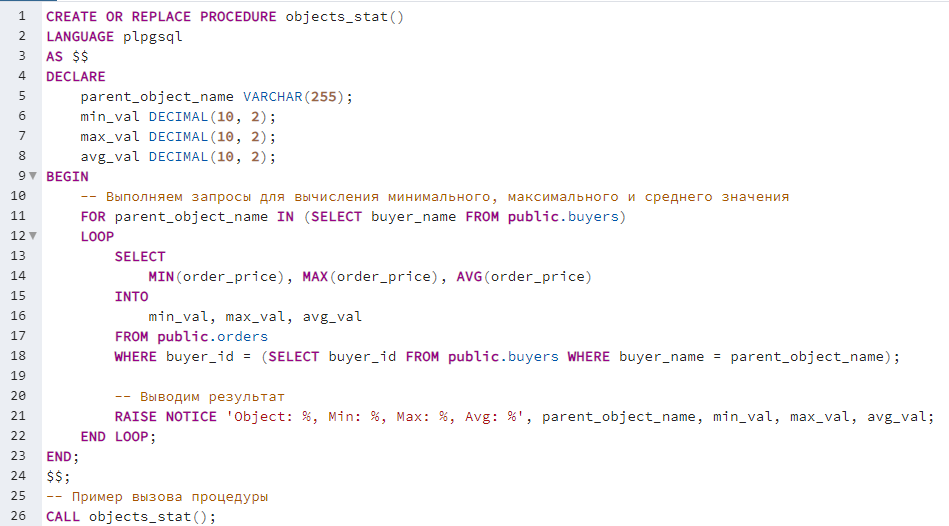 1 CREATE OR REPLACE PROCEDURE objects_stat()
2 LANGUAGE plpgsql
3 AS $$
4 DECLARE
5     parent_object_name VARCHAR(255);
6     min_val DECIMAL(10, 2);
7     max_val DECIMAL(10, 2);
8     avg_val DECIMAL(10, 2);
9 BEGIN
10     -- Выполняем запросы для вычисления минимального, максимального и среднего значения
11     FOR parent_object_name IN (SELECT buyer_name FROM public.buyers)
12     LOOP
13         SELECT
14             MIN(order_price), MAX(order_price), AVG(order_price)
15         INTO
16             min_val, max_val, avg_val
17         FROM public.orders
18         WHERE buyer_id = (SELECT buyer_id FROM public.buyers WHERE buyer_name = parent_object_name);
19
20         -- Выводим результат
21         RAISE NOTICE 'Object: %, Min: %, Max: %, Avg: %', parent_object_name, min_val, max_val, avg_val;
22     END LOOP;
23 END;
24 $$;
25 -- Пример вызова процедуры
26 CALL objects_stat();